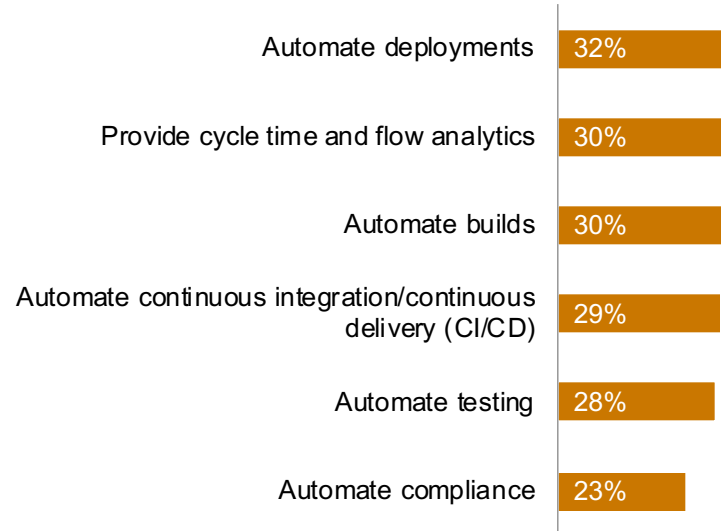 Automate deployments 32%
Provide cycle time and flow analytics 30%
Automate builds 30%
Automate continuous integration/continuous
delivery (CI/CD) 29%
Automate testing 28%
Automate compliance 23%